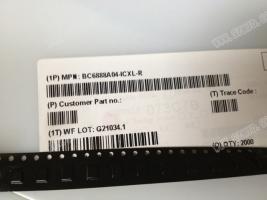 (1P) MPN: BC6888A04-ICXL-R
(P) Customer Part no.:
(T) Trace Code:
(1T) WF LOT: G21034.1
(Q) QTY: 2000